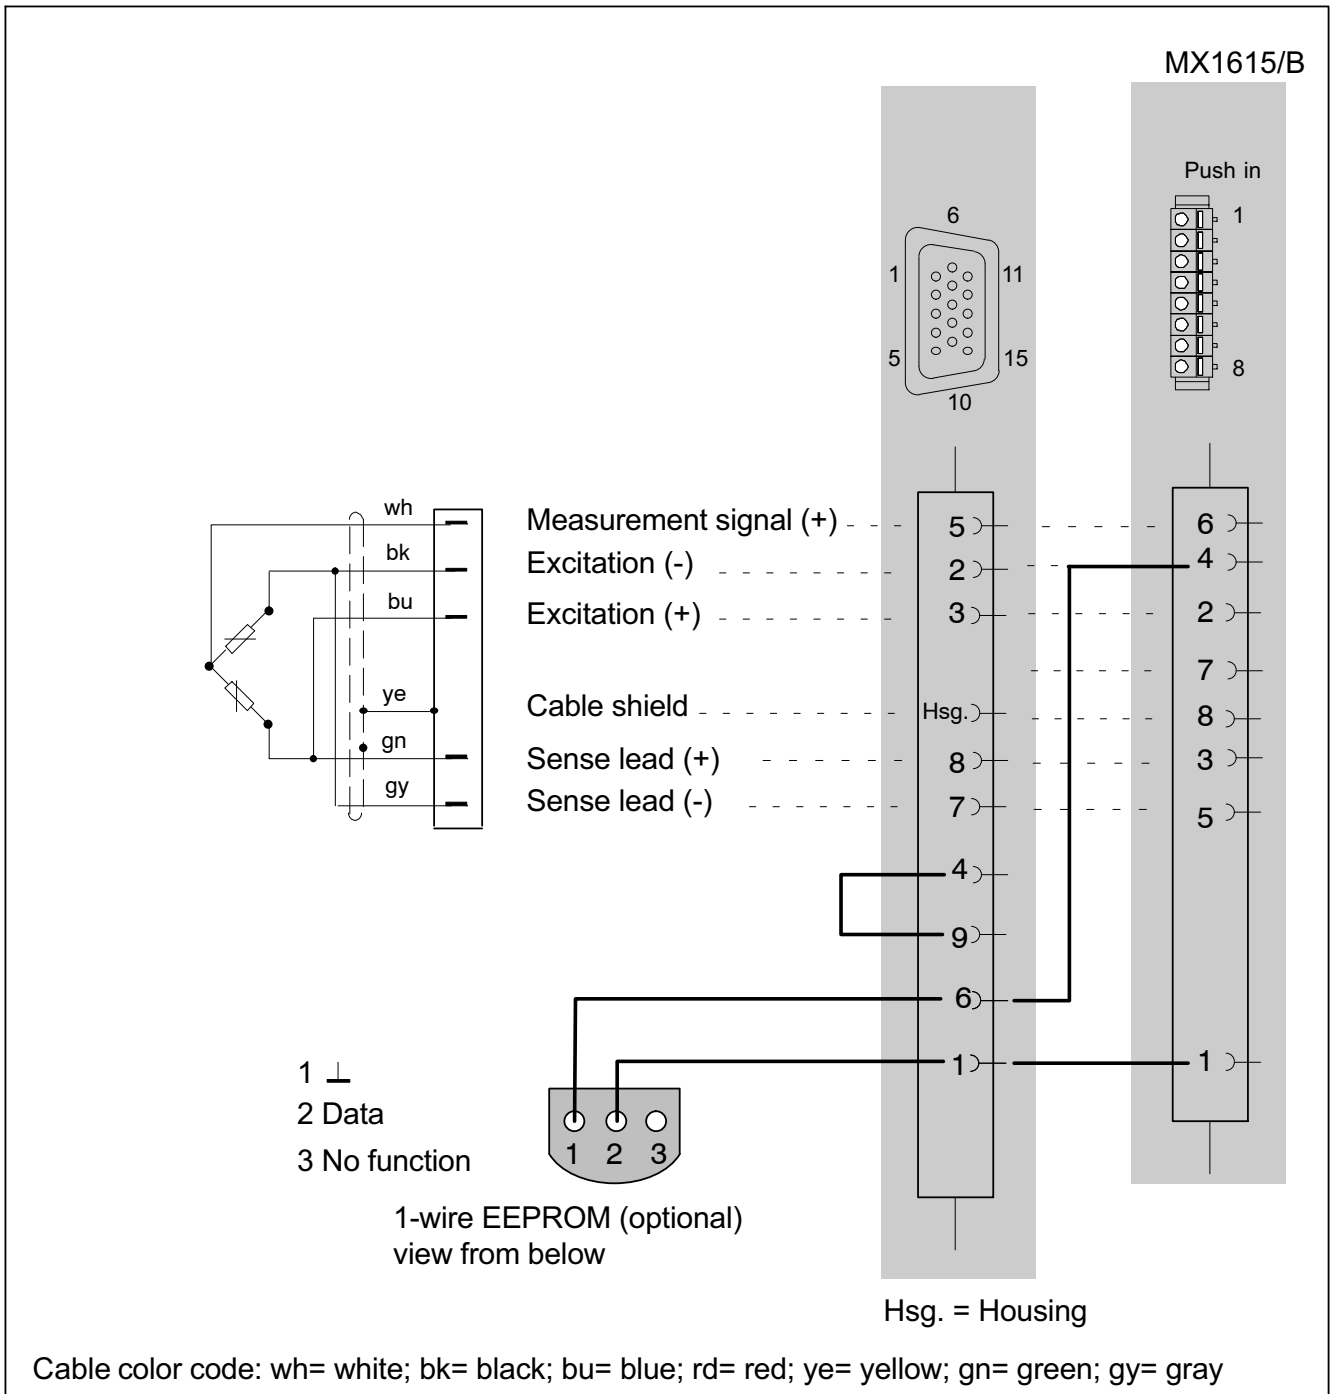 MX1615/B
Push in
6
1
11
5
15
10
1
8
wh
Measurement signal (+)
5
6
bk
Excitation (-)
2
4
bu
Excitation (+)
3
2
7
ye
Cable shield
Hsg.
8
gn
Sense lead (+)
8
3
gy
Sense lead (-)
7
5
4
9
6
1
1
1
2 Data
3 No function
1 2 3
1-wire EEPROM (optional)
view from below
Hsg. = Housing
Cable color code: wh= white; bk= black; bu= blue; rd= red; ye= yellow; gn= green; gy= gray